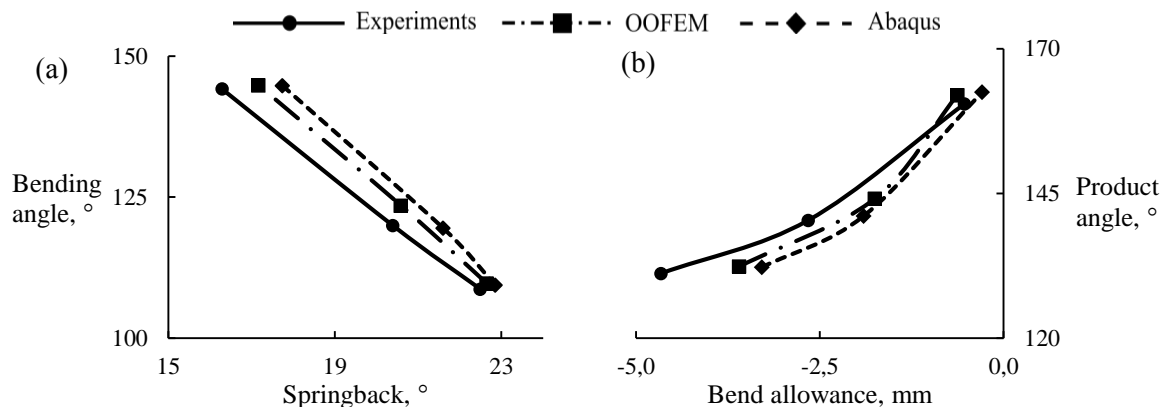 Experiments OOFEM Abaqus
(a)
150
125
100
Bending
angle, °
15 19 23
Springback, °
(b)
170
145
120
Product
angle, °
-5,0 -2,5 0,0
Bend allowance, mm